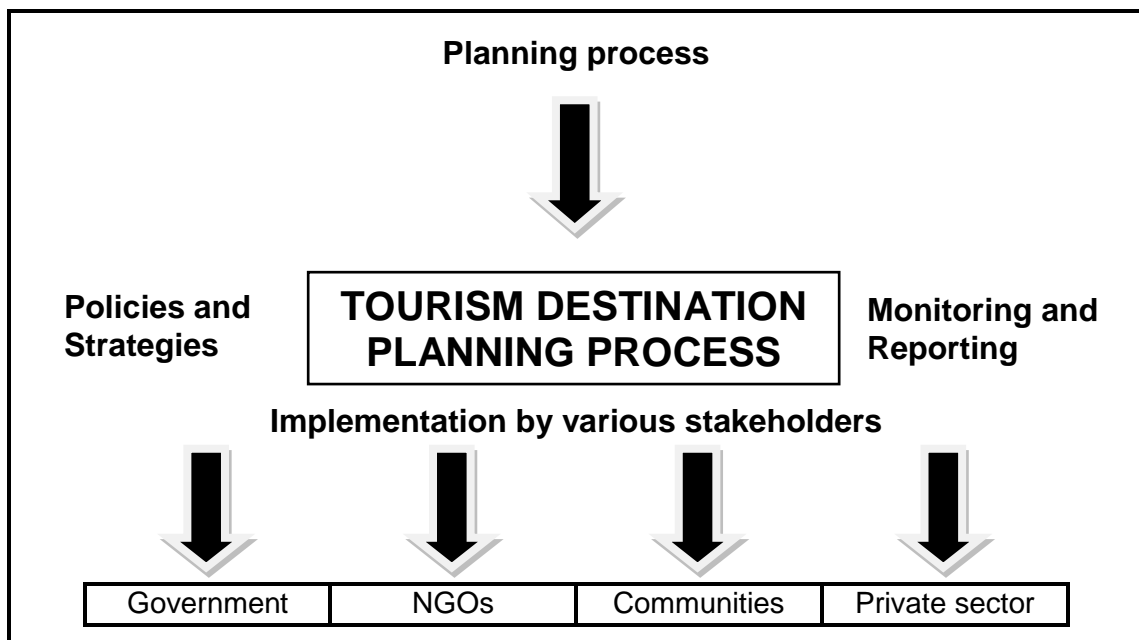 Planning process
Policies and
Strategies
TOURISM DESTINATION
PLANNING PROCESS
Monitoring and
Reporting
Implementation by various stakeholders
Government
NGOs
Communities
Private sector